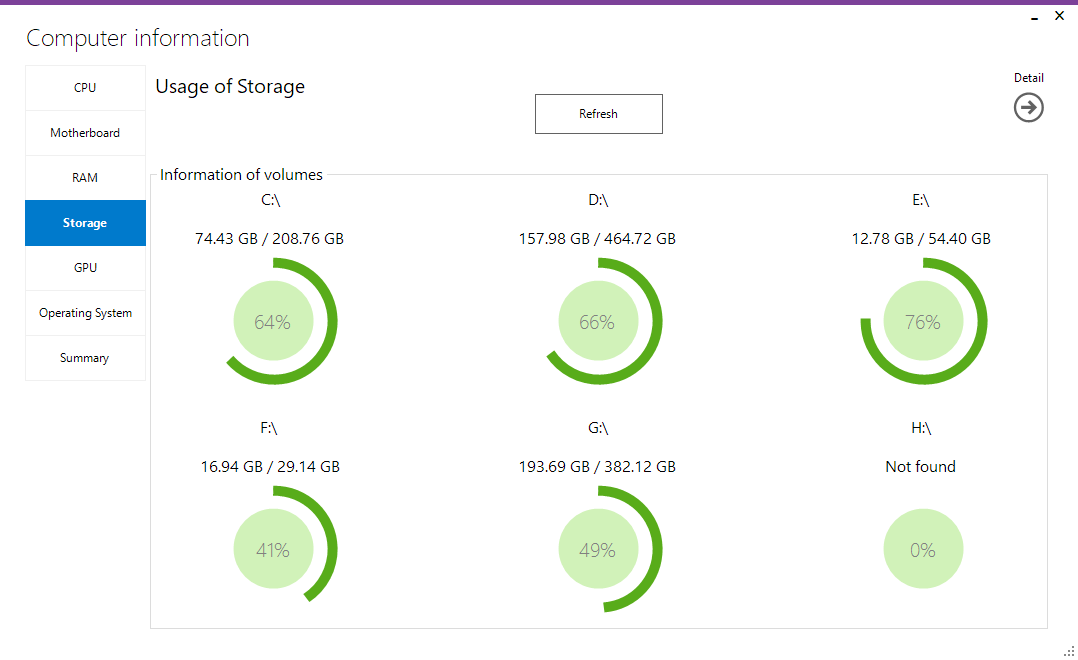 Computer information
CPU
Motherboard
RAM
Storage
GPU
Operating System
Summary
Usage of Storage
Refresh
Detail
Information of volumes
C:\
74.43 GB / 208.76 GB
64%
D:\
157.98 GB / 464.72 GB
66%
E:\
12.78 GB / 54.40 GB
76%
F:\
16.94 GB / 29.14 GB
41%
G:\
193.69 GB / 382.12 GB
49%
H:\
Not found
0%